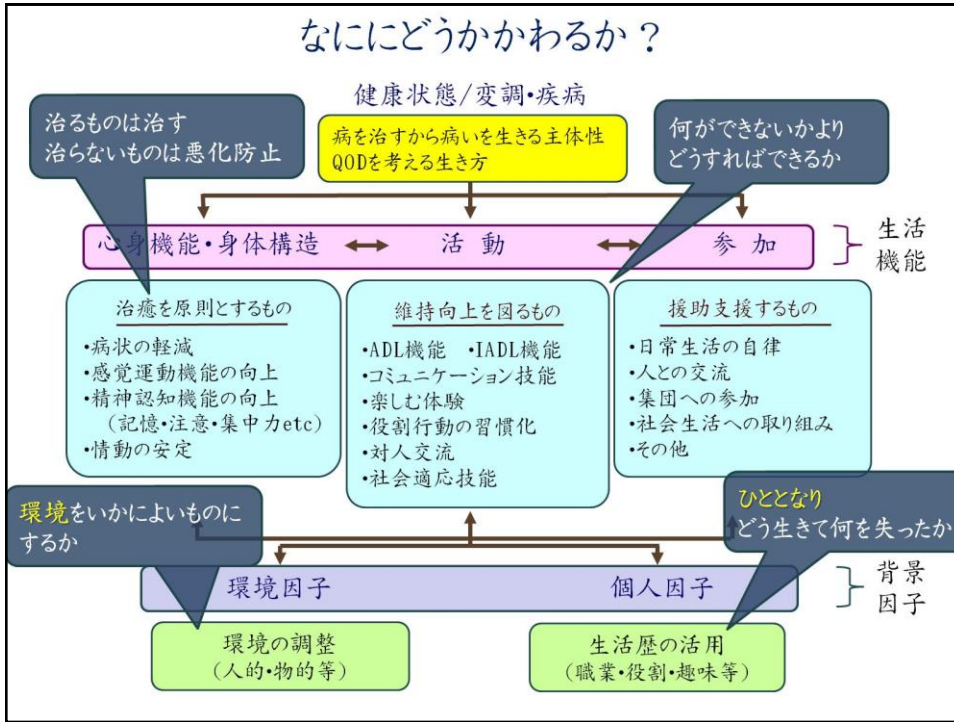 なににどうかかわるか？
健康状態/変調・疾病
治るものは治す
治らないものは悪化防止
病を治すから病いを生きる主体性
QODを考える生き方
何ができないかより
どうすればできるか
心身機能・身体構造
活動
参加
生活
機能
治癒を原則とするもの
・病状の軽減
・感覚運動機能の向上
・精神認知機能の向上
（記憶・注意・集中力etc）
・情動の安定
維持向上を図るもの
・ADL機能 ・IADL機能
・コミュニケーション技能
・楽しむ体験
・役割行動の習慣化
・対人交流
・社会適応技能
援助支援するもの
・日常生活の自律
・人との交流
・集団への参加
・社会生活への取り組み
・その他
環境をいかによいものに
するか
ひととなり
どう生きて何を失ったか
環境因子
個人因子
背景
因子
環境の調整
（人的・物的等）
生活歴の活用
（職業・役割・趣味等）